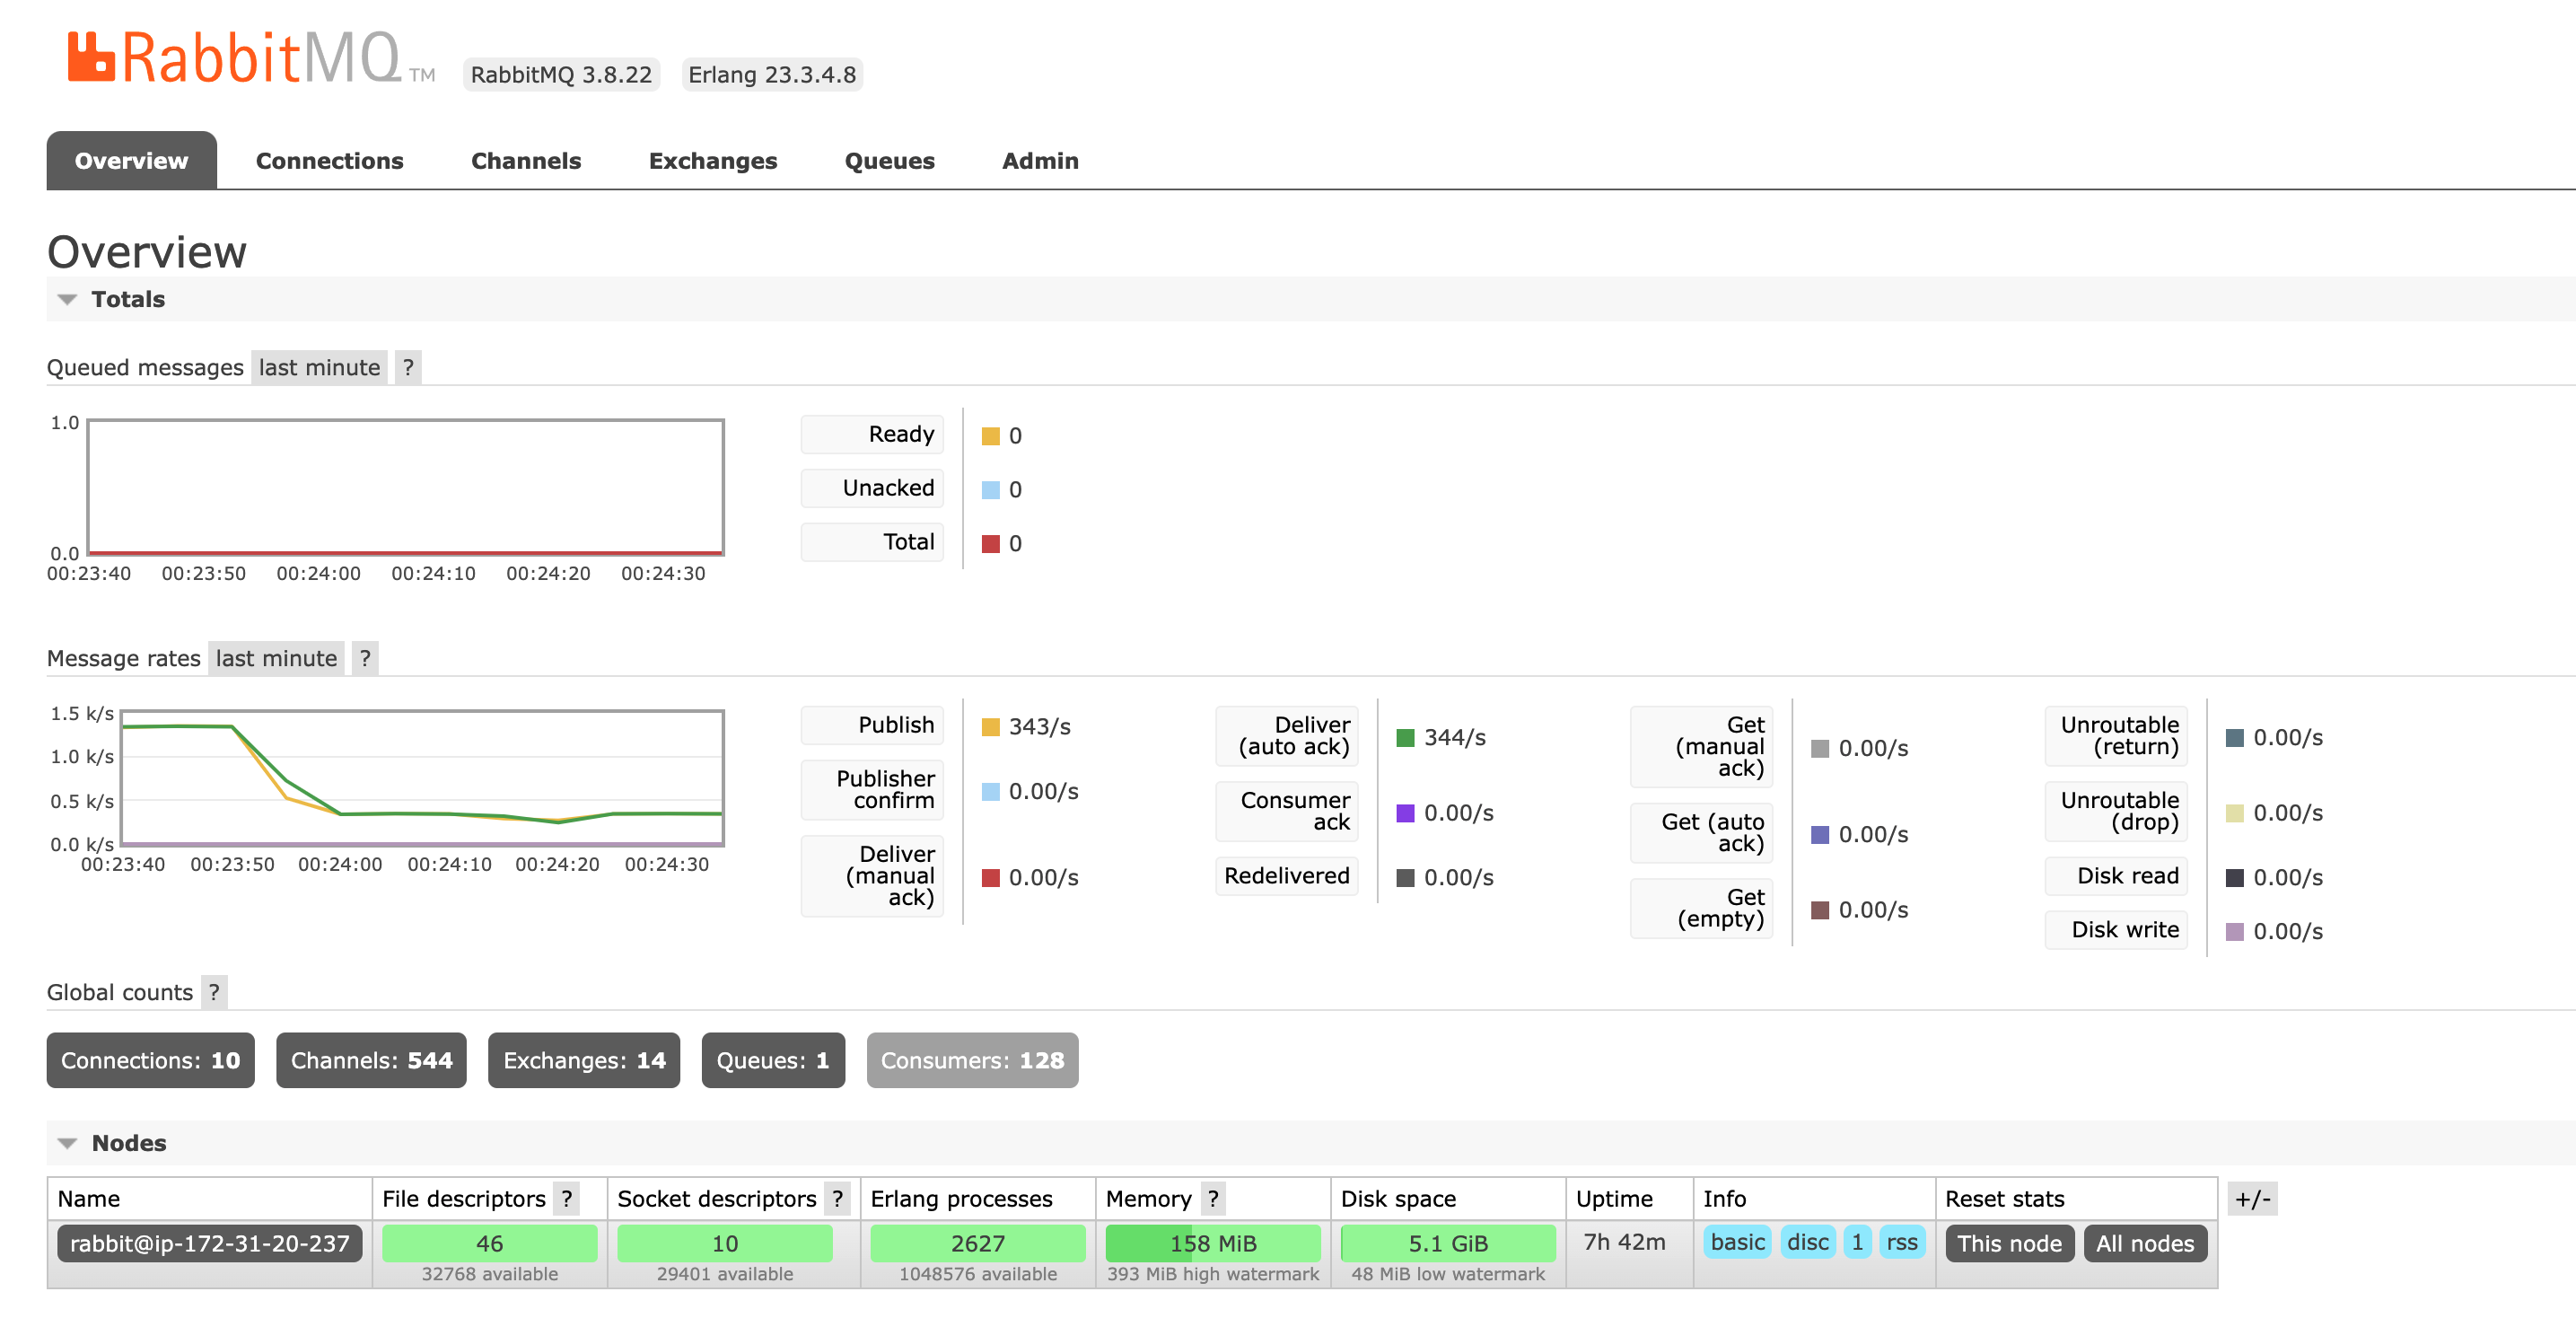 RabbitMQ TM RabbitMQ 3.8.22 Erlang 23.3.4.8
Overview Connections Channels Exchanges Queues Admin
Overview
Totals
Queued messages last minute ?
1.0
0.0
00:23:40 00:23:50 00:24:00 00:24:10 00:24:20 00:24:30
Ready 0
Unacked 0
Total 0
Message rates last minute ?
1.5 k/s
1.0 k/s
0.5 k/s
0.0 k/s
00:23:40 00:23:50 00:24:00 00:24:10 00:24:20 00:24:30
Publish 343/s
Publisher
confirm 0.00/s
Deliver
(manual
ack) 0.00/s
Deliver
(auto ack) 344/s
Consumer
ack 0.00/s
Redelivered 0.00/s
Get
(manual
ack) 0.00/s
Get (auto
ack) 0.00/s
Get
(empty) 0.00/s
Unroutable
(return) 0.00/s
Unroutable
(drop) 0.00/s
Disk read 0.00/s
Disk write 0.00/s
Global counts ?
Connections: 10 Channels: 544 Exchanges: 14 Queues: 1 Consumers: 128
Nodes
Name File descriptors ? Socket descriptors ? Erlang processes Memory ? Disk space Uptime Info Reset stats +/-
rabbit@ip-172-31-20-237 46 10 2627 158 MiB 5.1 GiB 7h 42m basic disc 1 rss This node All nodes
32768 available 29401 available 1048576 available 393 MiB high watermark 48 MiB low watermark